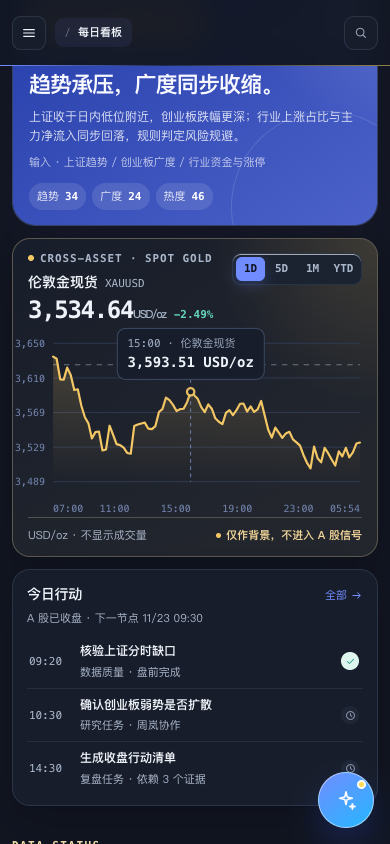 / 每日看板
趋势承压，广度同步收缩。
上证收于日内低位附近，创业板跌幅更深；行业上涨占比与主
力净流入同步回落，规则判定风险规避。
输入 · 上证趋势 / 创业板广度 / 行业资金与涨停
趋势 34 广度 24 热度 46
CROSS-ASSET · SPOT GOLD
1D 5D 1M YTD
伦敦金现货 XAUUSD
3,534.64 USD/oz −2.49%
15:00 · 伦敦金现货
3,593.51 USD/oz
3,650
3,610
3,569
3,529
3,489
07:00 11:00 15:00 19:00 23:00 05:54
USD/oz · 不显示成交量
仅作背景，不进入 A 股信号
今日行动
全部 →
A 股已收盘 · 下一节点 11/23 09:30
09:20
核验上证分时缺口
数据质量 · 盘前完成
10:30
确认创业板弱势是否扩散
研究任务 · 周岚协作
14:30
生成收盘行动清单
复盘任务 · 依赖 3 个证据
DATA STATUS